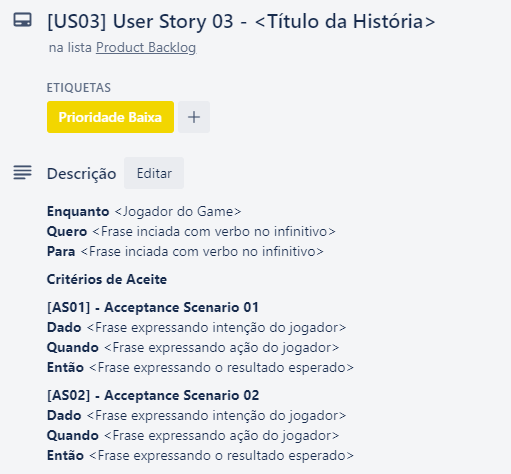 [US03] User Story 03 - <Título da História>
na lista Product Backlog
ETIQUETAS
Prioridade Baixa +
Descrição Editar
Enquanto <Jogador do Game>
Quero <Frase inciada com verbo no infinitivo>
Para <Frase inciada com verbo no infinitivo>
Critérios de Aceite
[AS01] - Acceptance Scenario 01
Dado <Frase expressando intenção do jogador>
Quando <Frase expressando ação do jogador>
Então <Frase expressando o resultado esperado>
[AS02] - Acceptance Scenario 02
Dado <Frase expressando intenção do jogador>
Quando <Frase expressando ação do jogador>
Então <Frase expressando o resultado esperado>